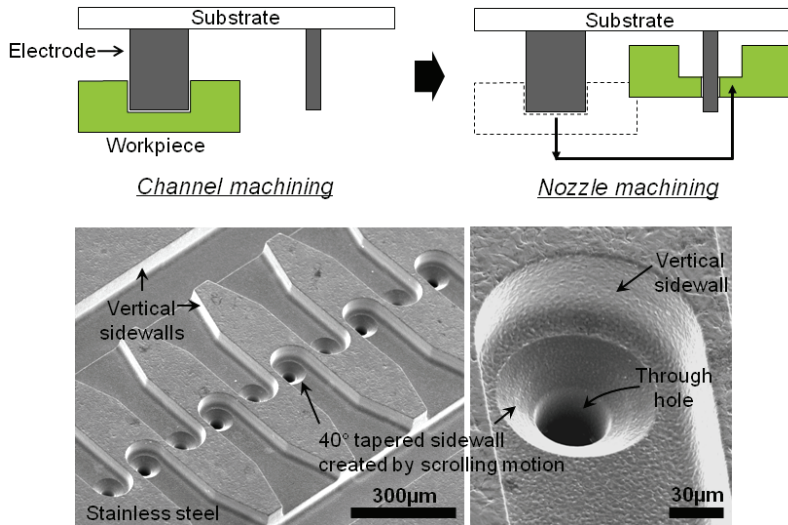 Substrate
Electrode
Workpiece
Channel machining
Substrate
Nozzle machining
Vertical
sidewalls
40° tapered sidewall
created by scrolling motion
Stainless steel
300µm
Vertical
sidewall
Through
hole
30µm